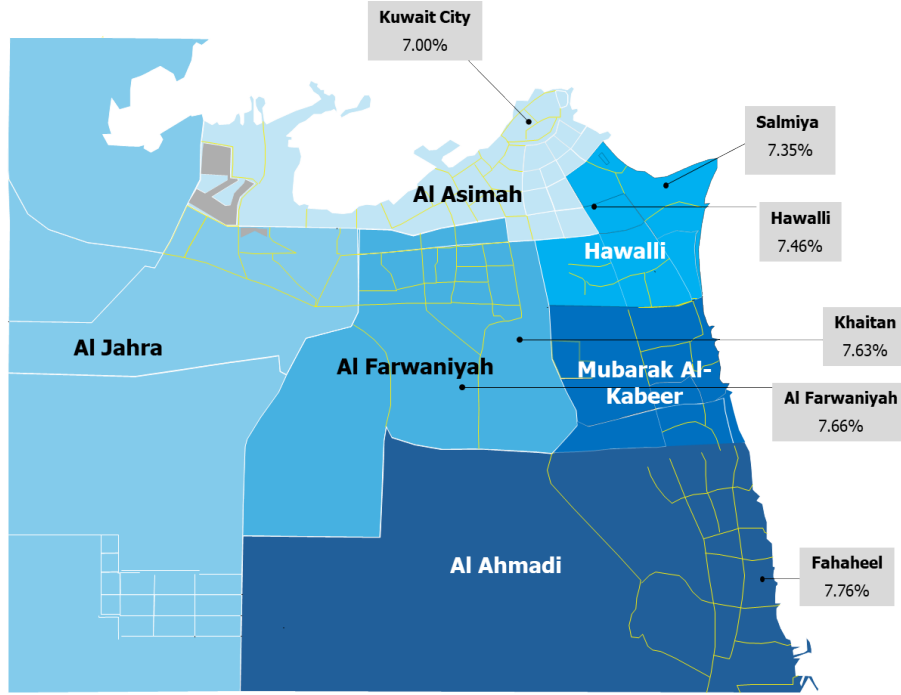 Kuwait City
7.00%
Salmiya
7.35%
Al Asimah
Hawalli
7.46%
Hawalli
Khaitan
7.63%
Al Jahra
Al Farwaniyah
Mubarak Al-
Kabeer
Al Farwaniyah
7.66%
Al Ahmadi
Fahaheel
7.76%